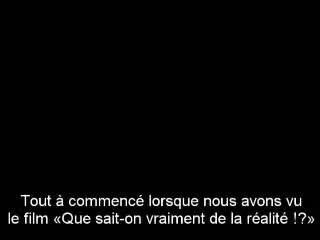 Tout à commencé lorsque nous avons vu
le film «Que sait-on vraiment de la réalité !?»